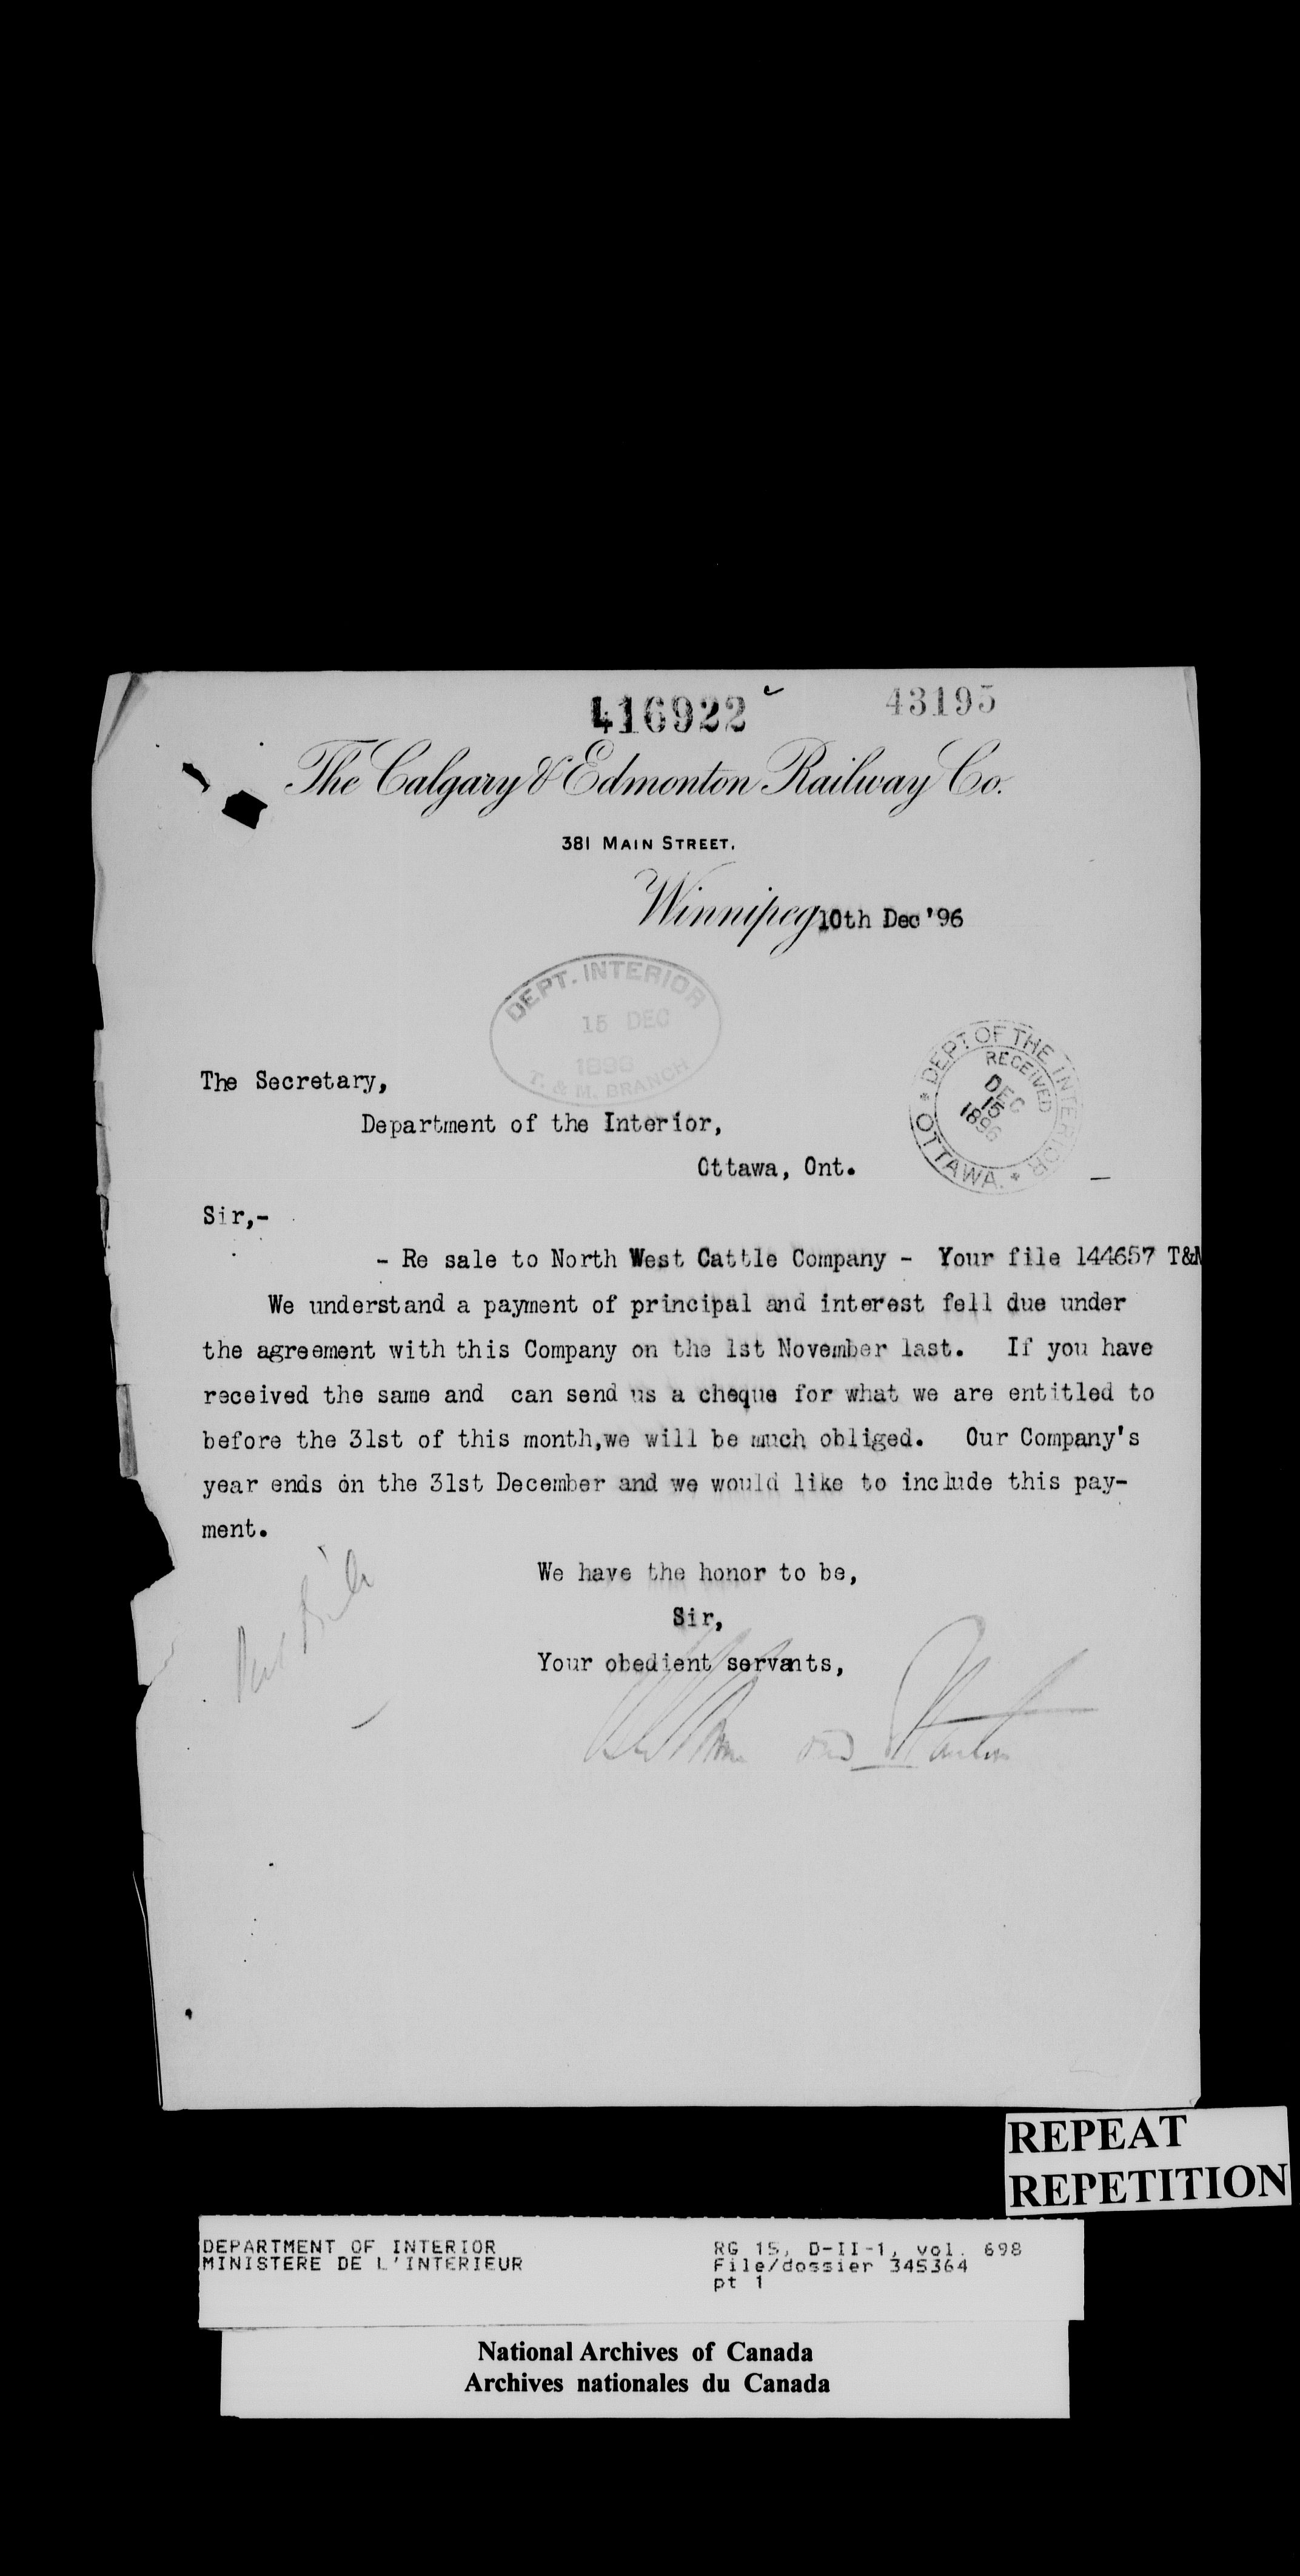 416922
43195
The Calgary & Edmonton Railway Co.
381 MAIN STREET.
Winnipeg 10th Dec '96
DEPT. INTERIOR
15 DEC
1896
T. & M. BRANCH
DEPT OF THE INTERIOR
RECEIVED
DEC
15
1896
* OTTAWA. *
The Secretary,
Department of the Interior,
Ottawa, Ont.
Sir,-
- Re sale to North West Cattle Company - Your file 144657 T&M
We understand a payment of principal and interest fell due under
the agreement with this Company on the 1st November last. If you have
received the same and can send us a cheque for what we are entitled to
before the 31st of this month,we will be much obliged. Our Company's
year ends on the 31st December and we would like to include this pay-
ment.
We have the honor to be,
Sir,
Your obedient servants,
REPEAT
REPETITION
DEPARTMENT OF INTERIOR
MINISTERE DE L'INTERIEUR
RG 15, D-II-1, vol. 698
File/dossier 345364
pt 1
National Archives of Canada
Archives nationales du Canada